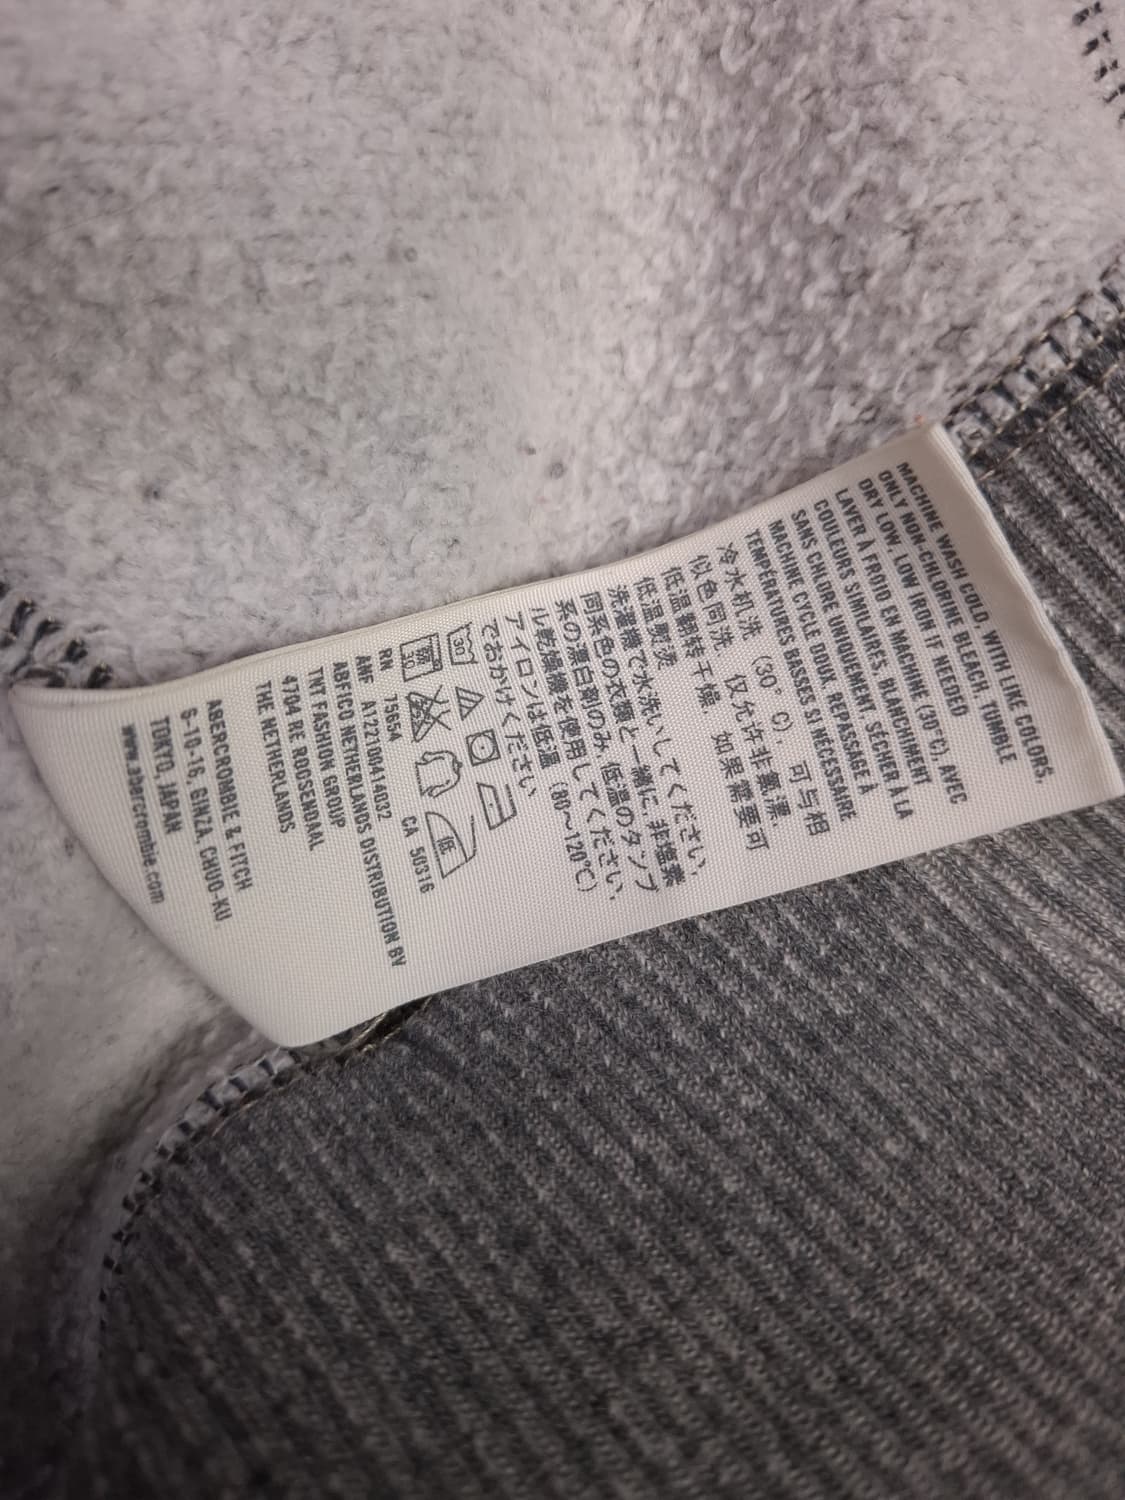 MACHINE WASH COLD, WITH LIKE COLORS.
ONLY NON-CHLORINE BLEACH, TUMBLE
DRY LOW, LOW IRON IF NEEDED
LAVER À FROID EN MACHINE (30°C), AVEC
COULEURS SIMILAIRES, BLANCHIMENT
SANS CHLORE UNIQUEMENT. SÉCHER À LA
MACHINE CYCLE DOUX, REPASSAGE À
TEMPÉRATURES BASSES SI NÉCESSAIRE
冷水机洗 (30° C), 可与相
似色同洗, 仅允许非氯漂,
低温翻转干燥, 如果需要可
低温熨烫
洗濯機で水洗いしてください,
同系色の衣類と一緒に, 非塩素
系の漂白剤のみ, 低温のタンブ
ル乾燥機を使用してください,
アイロンは低温 (80~120°C)
でおかけください
30
低
RN 75654 CA 50316
ANF A122100414032
ABFICO NETHERLANDS DISTRIBUTION BV
TNT FASHION GROUP
4704 RE ROOSENDAAL
THE NETHERLANDS
ABERCROMBIE & FITCH
6-10-16, GINZA, CHUO-KU,
TOKYO, JAPAN
www.abercrombie.com